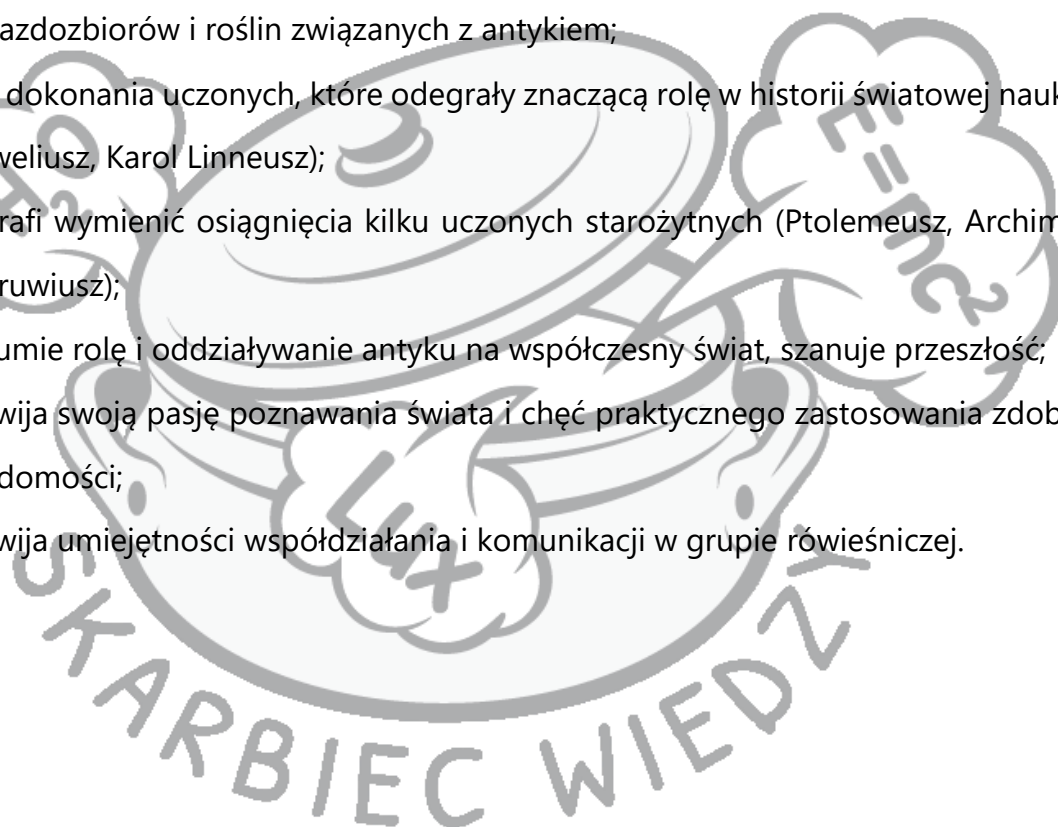 azdozbiorów i roślin związanych z antykiem;
dokonania uczonych, które odegrały znaczącą rolę w historii światowej nauk
weliusz, Karol Linneusz);
rafi wymienić osiągnięcia kilku uczonych starożytnych (Ptolemeusz, Archim
ruwiusz);
umie rolę i oddziaływanie antyku na współczesny świat, szanuje przeszłość;
wija swoją pasję poznawania świata i chęć praktycznego zastosowania zdob
domości;
wija umiejętności współdziałania i komunikacji w grupie rówieśniczej.
E=mc²
Lux
SKARBIEC WIEDZY